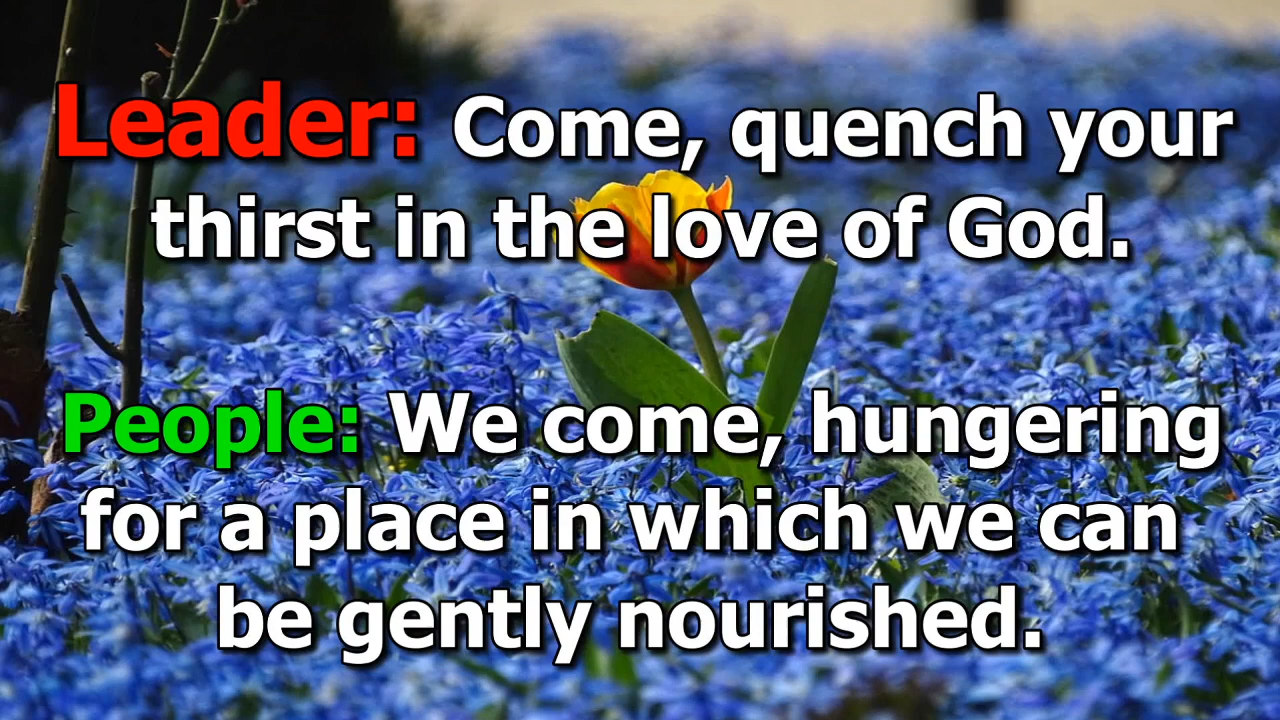 Leader: Come, quench your
thirst in the love of God.
People: We come, hungering
for a place in which we can
be gently nourished.